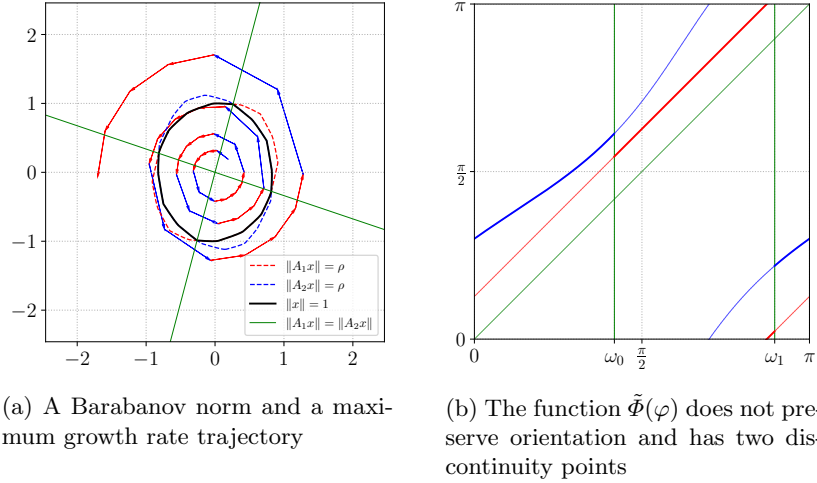 2
1
0
−1
−2
−2
−1
0
1
2
‖A₁x‖ = ρ
‖A₂x‖ = ρ
‖x‖ = 1
‖A₁x‖ = ‖A₂x‖
(a) A Barabanov norm and a maxi-
mum growth rate trajectory
π
π/2
0
0
ω₀
π/2
ω₁
π
(b) The function Φ̃(φ) does not pre-
serve orientation and has two dis-
continuity points